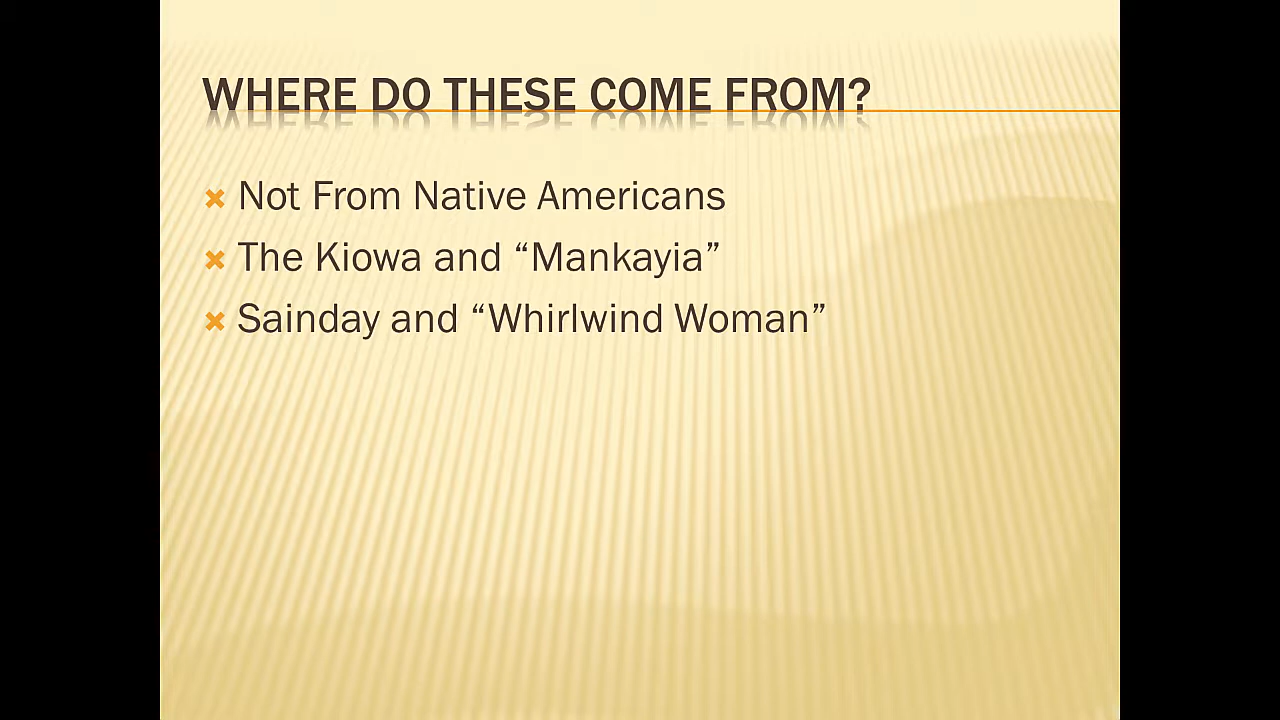 WHERE DO THESE COME FROM?
Not From Native Americans
The Kiowa and “Mankayia”
Sainday and “Whirlwind Woman”